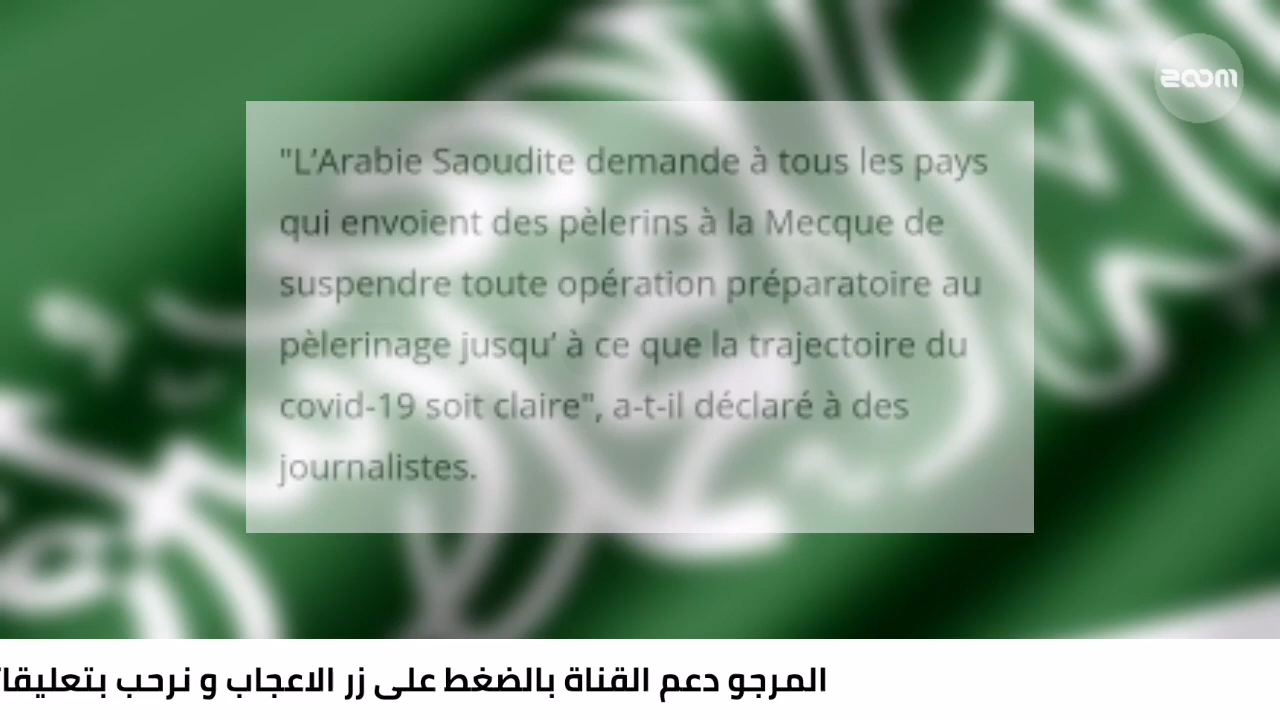 zoom
"L’Arabie Saoudite demande à tous les pays
qui envoient des pèlerins à la Mecque de
suspendre toute opération préparatoire au
pèlerinage jusqu’ à ce que la trajectoire du
covid-19 soit claire", a-t-il déclaré à des
journalistes.
المرجو دعم القناة بالضغط على زر الاعجاب و نرحب